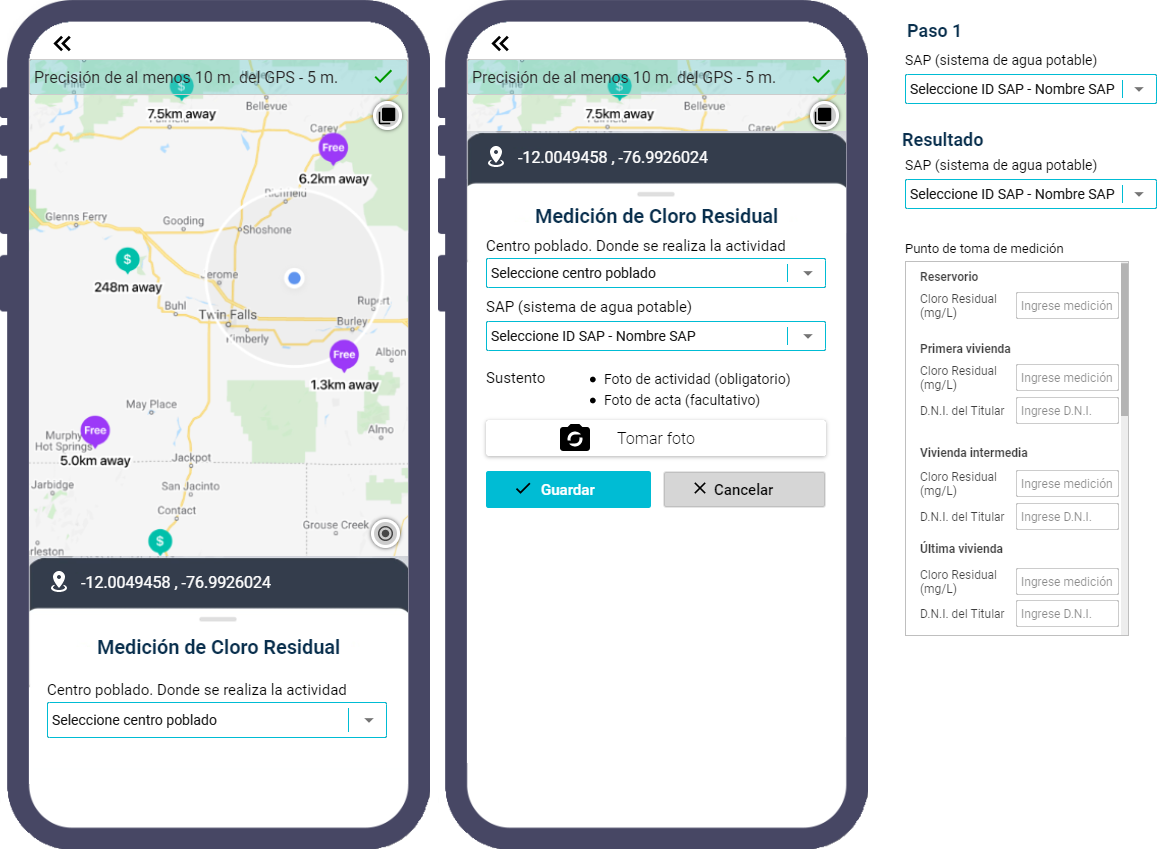 Precisión de al menos 10 m. del GPS - 5 m.
$
Bellevue
7.5km away
Carey
Free
6.2km away
Richfield
Glenns Ferry
Gooding
Shoshone
$
248m away
Jerome
Buhl
Twin Falls
Rupert
Burley
Kimberly
Free
Albion
1.3km away
May Place
Free
Almo
Murphy
Hot Springs
5.0km away
Jackpot
Jarbidge
San Jacinto
Contact
Grouse Creek
$
-12.0049458 , -76.9926024
Medición de Cloro Residual
Centro poblado. Donde se realiza la actividad
Seleccione centro poblado
Precisión de al menos 10 m. del GPS - 5 m.
$
Bellevue
7.5km away
Carey
-12.0049458 , -76.9926024
Medición de Cloro Residual
Centro poblado. Donde se realiza la actividad
Seleccione centro poblado
SAP (sistema de agua potable)
Seleccione ID SAP - Nombre SAP
Sustento
• Foto de actividad (obligatorio)
• Foto de acta (facultativo)
Tomar foto
Guardar
Cancelar
Paso 1
SAP (sistema de agua potable)
Seleccione ID SAP - Nombre SAP
Resultado
SAP (sistema de agua potable)
Seleccione ID SAP - Nombre SAP
Punto de toma de medición
Reservorio
Cloro Residual
(mg/L)
Ingrese medición
Primera vivienda
Cloro Residual
(mg/L)
Ingrese medición
D.N.I. del Titular
Ingrese D.N.I.
Vivienda intermedia
Cloro Residual
(mg/L)
Ingrese medición
D.N.I. del Titular
Ingrese D.N.I.
Última vivienda
Cloro Residual
(mg/L)
Ingrese medición
D.N.I. del Titular
Ingrese D.N.I.